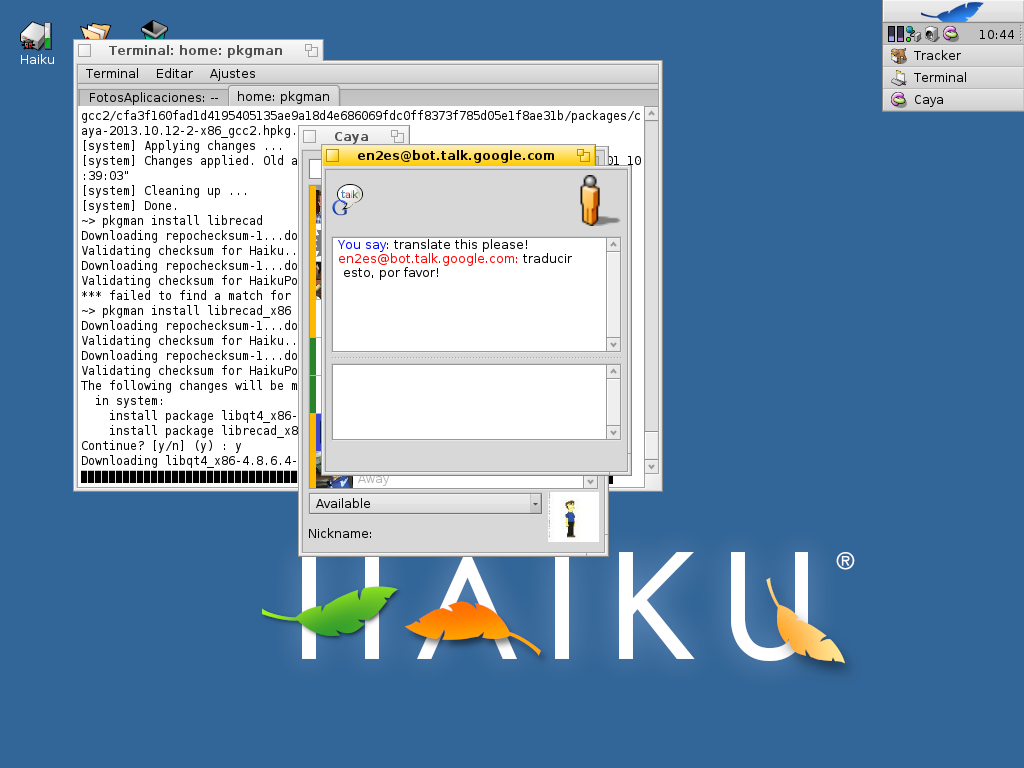 Haiku
10:44
Tracker
Terminal
Caya
Terminal: home: pkgman
Terminal Editar Ajustes
FotosAplicaciones: --
home: pkgman
gcc2/cfa3f160fad1d4195405135ae9a18d4e686069fdc0ff8373f785d05e1f8ae31b/packages/c
aya-2013.10.12-2-x86_gcc2.hpkg.
[system] Applying changes ...
[system] Changes applied. Old a
01 10
:39:03"
[system] Cleaning up ...
[system] Done.
~> pkgman install librecad
Downloading repochecksum-1...do
Validating checksum for Haiku..
Downloading repochecksum-1...do
Validating checksum for HaikuPo
*** failed to find a match for
~> pkgman install librecad_x86
Downloading repochecksum-1...do
Validating checksum for Haiku..
Downloading repochecksum-1...do
Validating checksum for HaikuPo
The following changes will be m
in system:
install package libqt4_x86-
install package librecad_x8
Continue? [y/n] (y) : y
Downloading libqt4_x86-4.8.6.4-
Caya
en2es@bot.talk.google.com
talk
G
You say: translate this please!
en2es@bot.talk.google.com: traducir
esto, por favor!
Away
Available
Nickname:
HAIKU ®